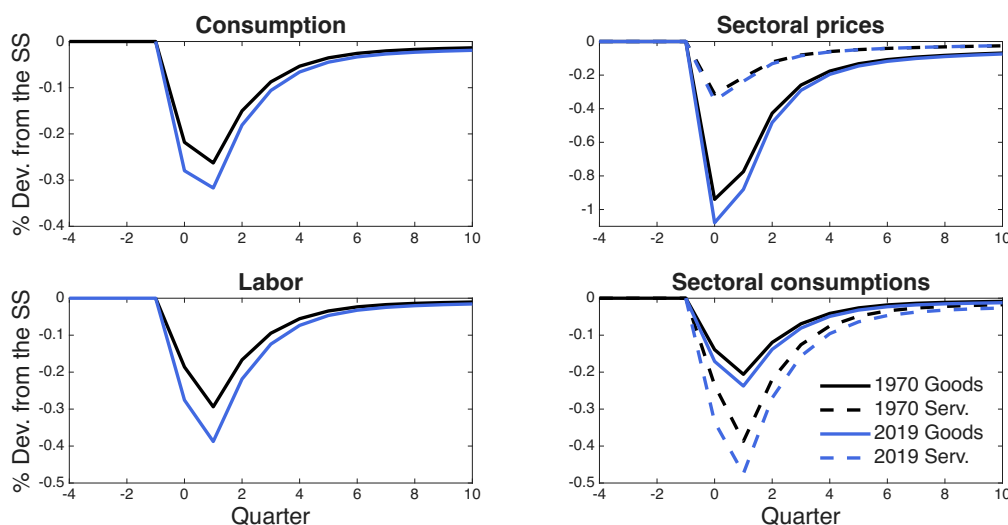 Consumption
% Dev. from the SS
0
-0.1
-0.2
-0.3
-0.4
-4 -2 0 2 4 6 8 10
Sectoral prices
0
-0.2
-0.4
-0.6
-0.8
-1
-4 -2 0 2 4 6 8 10
Labor
% Dev. from the SS
0
-0.1
-0.2
-0.3
-0.4
-0.5
-4 -2 0 2 4 6 8 10
Quarter
Sectoral consumptions
0
-0.1
-0.2
-0.3
-0.4
-0.5
1970 Goods
1970 Serv.
2019 Goods
2019 Serv.
-4 -2 0 2 4 6 8 10
Quarter